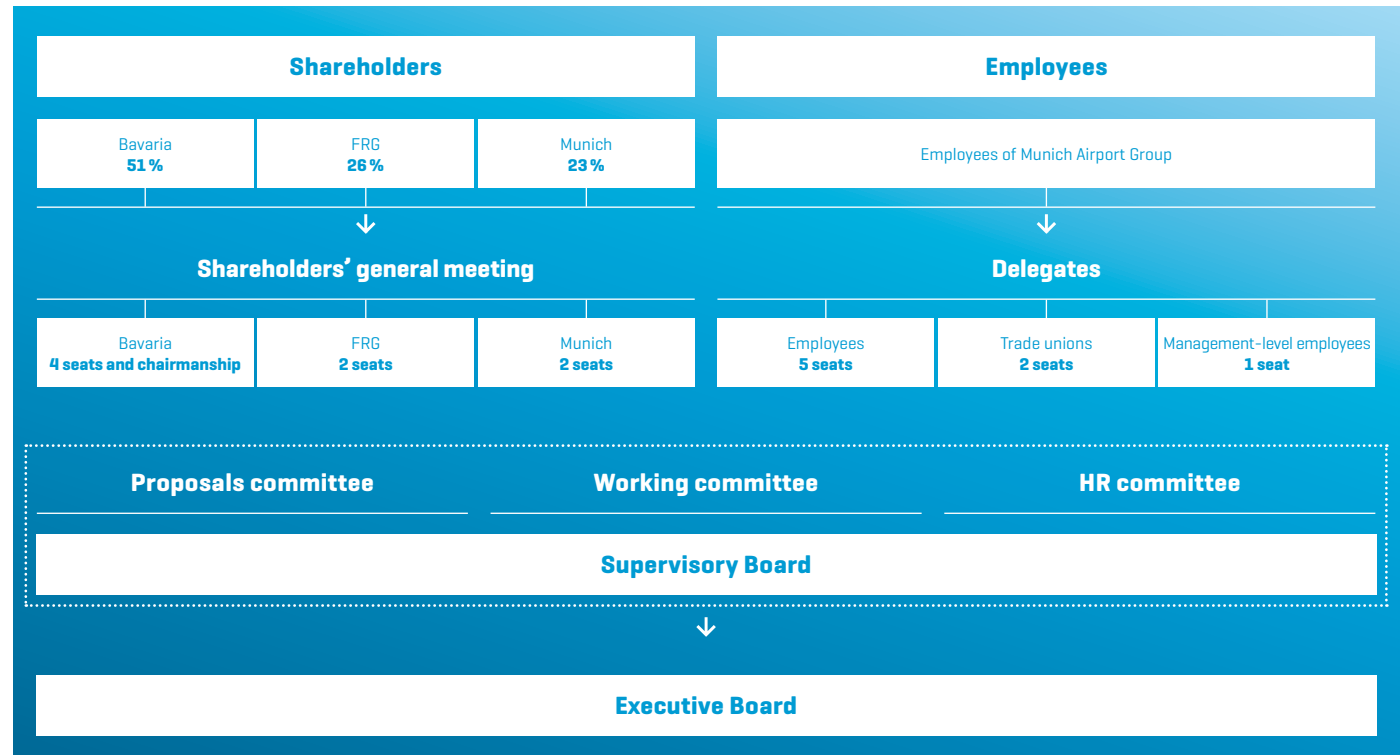 Shareholders
Employees
Bavaria
51 %
FRG
26 %
Munich
23 %
Employees of Munich Airport Group
Shareholders’ general meeting
Delegates
Bavaria
4 seats and chairmanship
FRG
2 seats
Munich
2 seats
Employees
5 seats
Trade unions
2 seats
Management-level employees
1 seat
Proposals committee
Working committee
HR committee
Supervisory Board
Executive Board